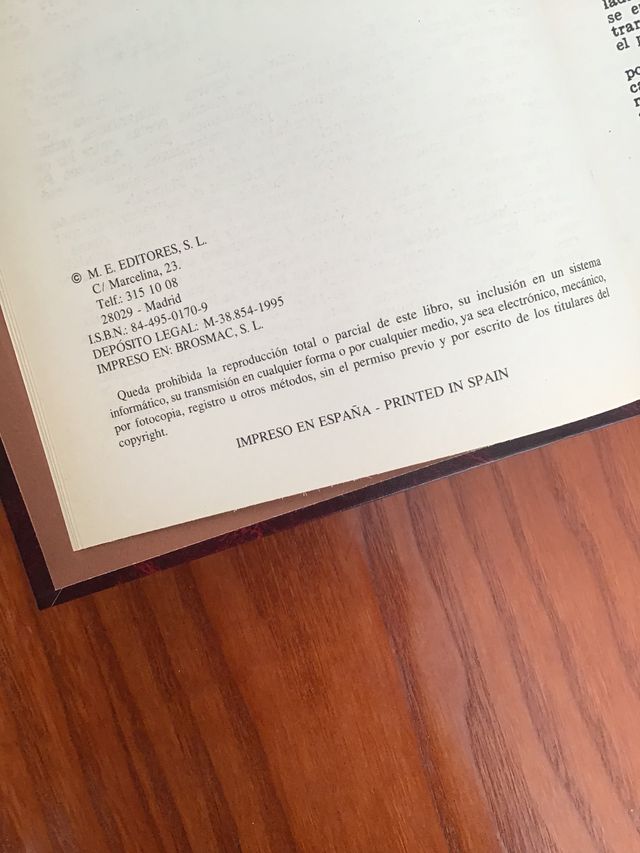 © M. E. EDITORES, S. L.
C/ Marcelina, 23.
Telf.: 315 10 08
28029 - Madrid
I.S.B.N.: 84-495-0170-9
DEPÓSITO LEGAL: M-38.854-1995
IMPRESO EN: BROSMAC, S. L.
Queda prohibida la reproducción total o parcial de este libro, su inclusión en un sistema
informático, su transmisión en cualquier forma o por cualquier medio, ya sea electrónico, mecánico,
por fotocopia, registro u otros métodos, sin el permiso previo y por escrito de los titulares del
copyright.
IMPRESO EN ESPAÑA - PRINTED IN SPAIN
se
el